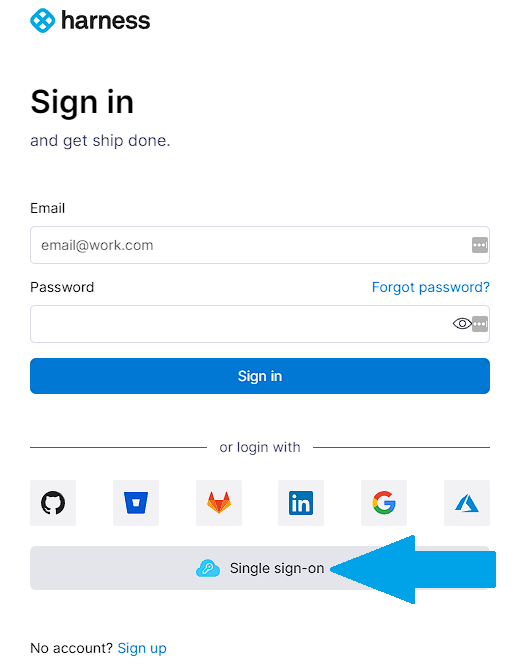 harness
Sign in
and get ship done.
Email
email@work.com
Password Forgot password?
Sign in
or login with
in G
Single sign-on
No account? Sign up